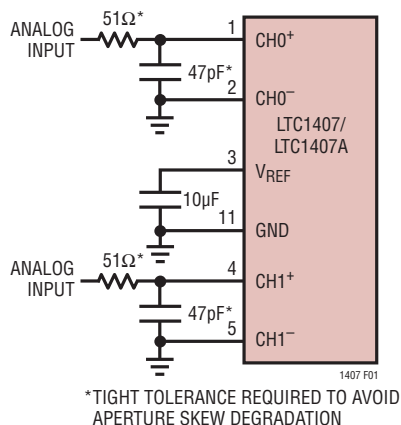 ANALOG
INPUT
51Ω*
47pF*
1
CH0+
2
CH0−
LTC1407/
LTC1407A
3
VREF
10µF
11
GND
ANALOG
INPUT
51Ω*
47pF*
4
CH1+
5
CH1−
1407 F01
*TIGHT TOLERANCE REQUIRED TO AVOID
APERTURE SKEW DEGRADATION